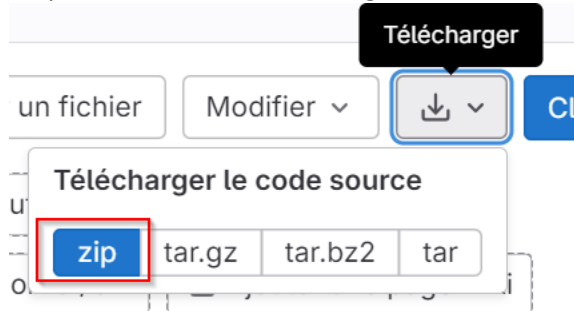 Télécharger
un fichier
Modifier
Télécharger le code source
zip
tar.gz
tar.bz2
tar